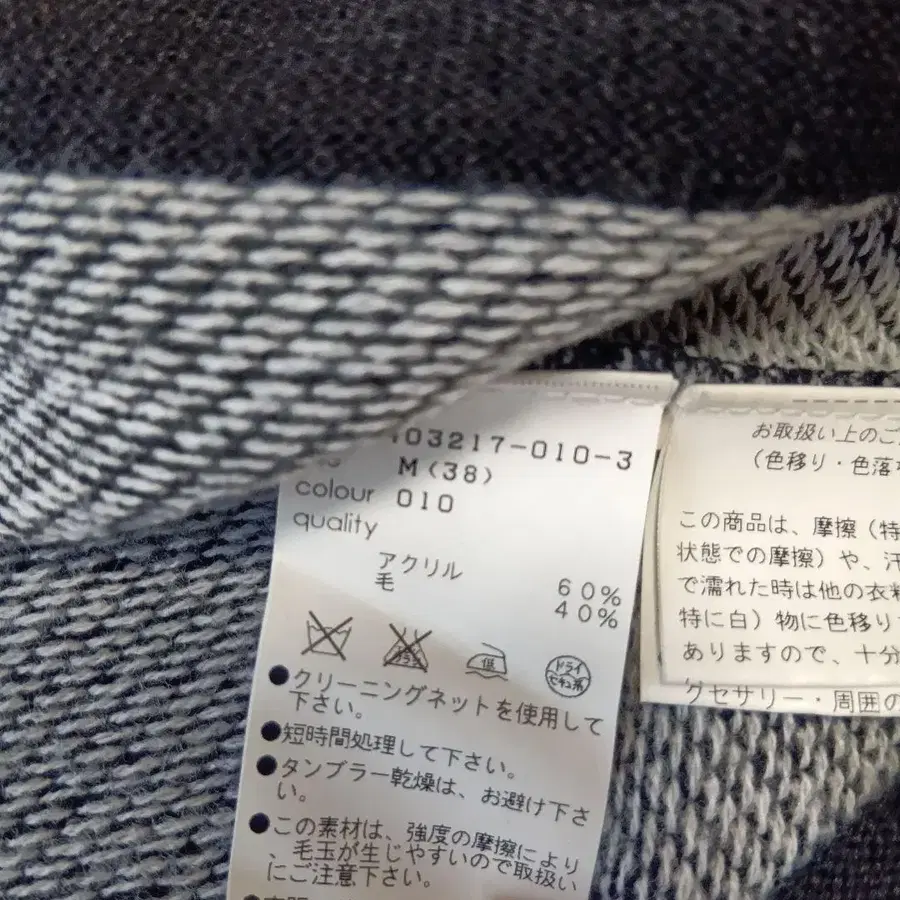 03217-010-3
M(38)
colour 010
quality
アクリル 60%
毛 40%
低
ドライ
セキュ系
●クリーニングネットを使用して
下さい。
●短時間処理して下さい。
●タンブラー乾燥は、お避け下さ
い。
●この素材は、強度の摩擦により
、毛玉が生じやすいので取扱い
にご注意下さい。
お取扱い上のご
(色移り・色落
この商品は、摩擦(特
状態での摩擦)や、汗
で濡れた時は他の衣料
特に白)物に色移り
ありますので、十分
クセサリー・周囲の